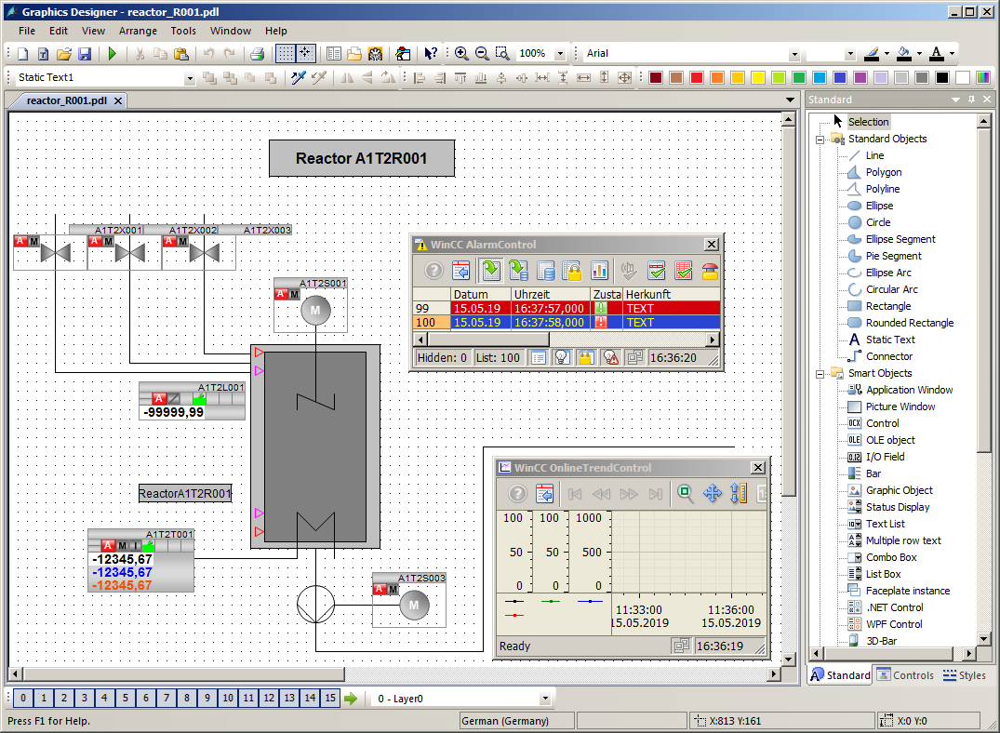 Graphics Designer - reactor_R001.pdl
File Edit View Arrange Tools Window Help
100% Arial
Static Text1
reactor_R001.pdl
Reactor A1T2R001
A1T2X001 A1T2X002 A1T2X003
A M A M A M
A1T2S001
A M
M
A1T2L001
A
-99999,99
ReactorA1T2R001
A1T2T001
A M I
-12345,67
-12345,67
-12345,67
A1T2S003
A M
M
WinCC AlarmControl
Datum Uhrzeit Zusta Herkunft
99 15.05.19 16:37:57,000 TEXT
100 15.05.19 16:37:58,000 TEXT
Hidden: 0 List: 100 16:36:20
WinCC OnlineTrendControl
100 100 1000
50 50 500
0 0 0
11:33:00 11:36:00
15.05.2019 15.05.2019
Ready 16:36:19
Standard
Selection
Standard Objects
Line
Polygon
Polyline
Ellipse
Circle
Ellipse Segment
Pie Segment
Ellipse Arc
Circular Arc
Rectangle
Rounded Rectangle
A Static Text
Connector
Smart Objects
Application Window
Picture Window
OCX Control
OLE OLE object
0.12 I/O Field
Bar
Graphic Object
Status Display
Text List
Multiple row text
Combo Box
List Box
Faceplate instance
.NET Control
WPF Control
3D-Bar
Standard Controls Styles
0 1 2 3 4 5 6 7 8 9 10 11 12 13 14 15 0 - Layer0
Press F1 for Help. German (Germany) X:813 Y:161 X:0 Y:0